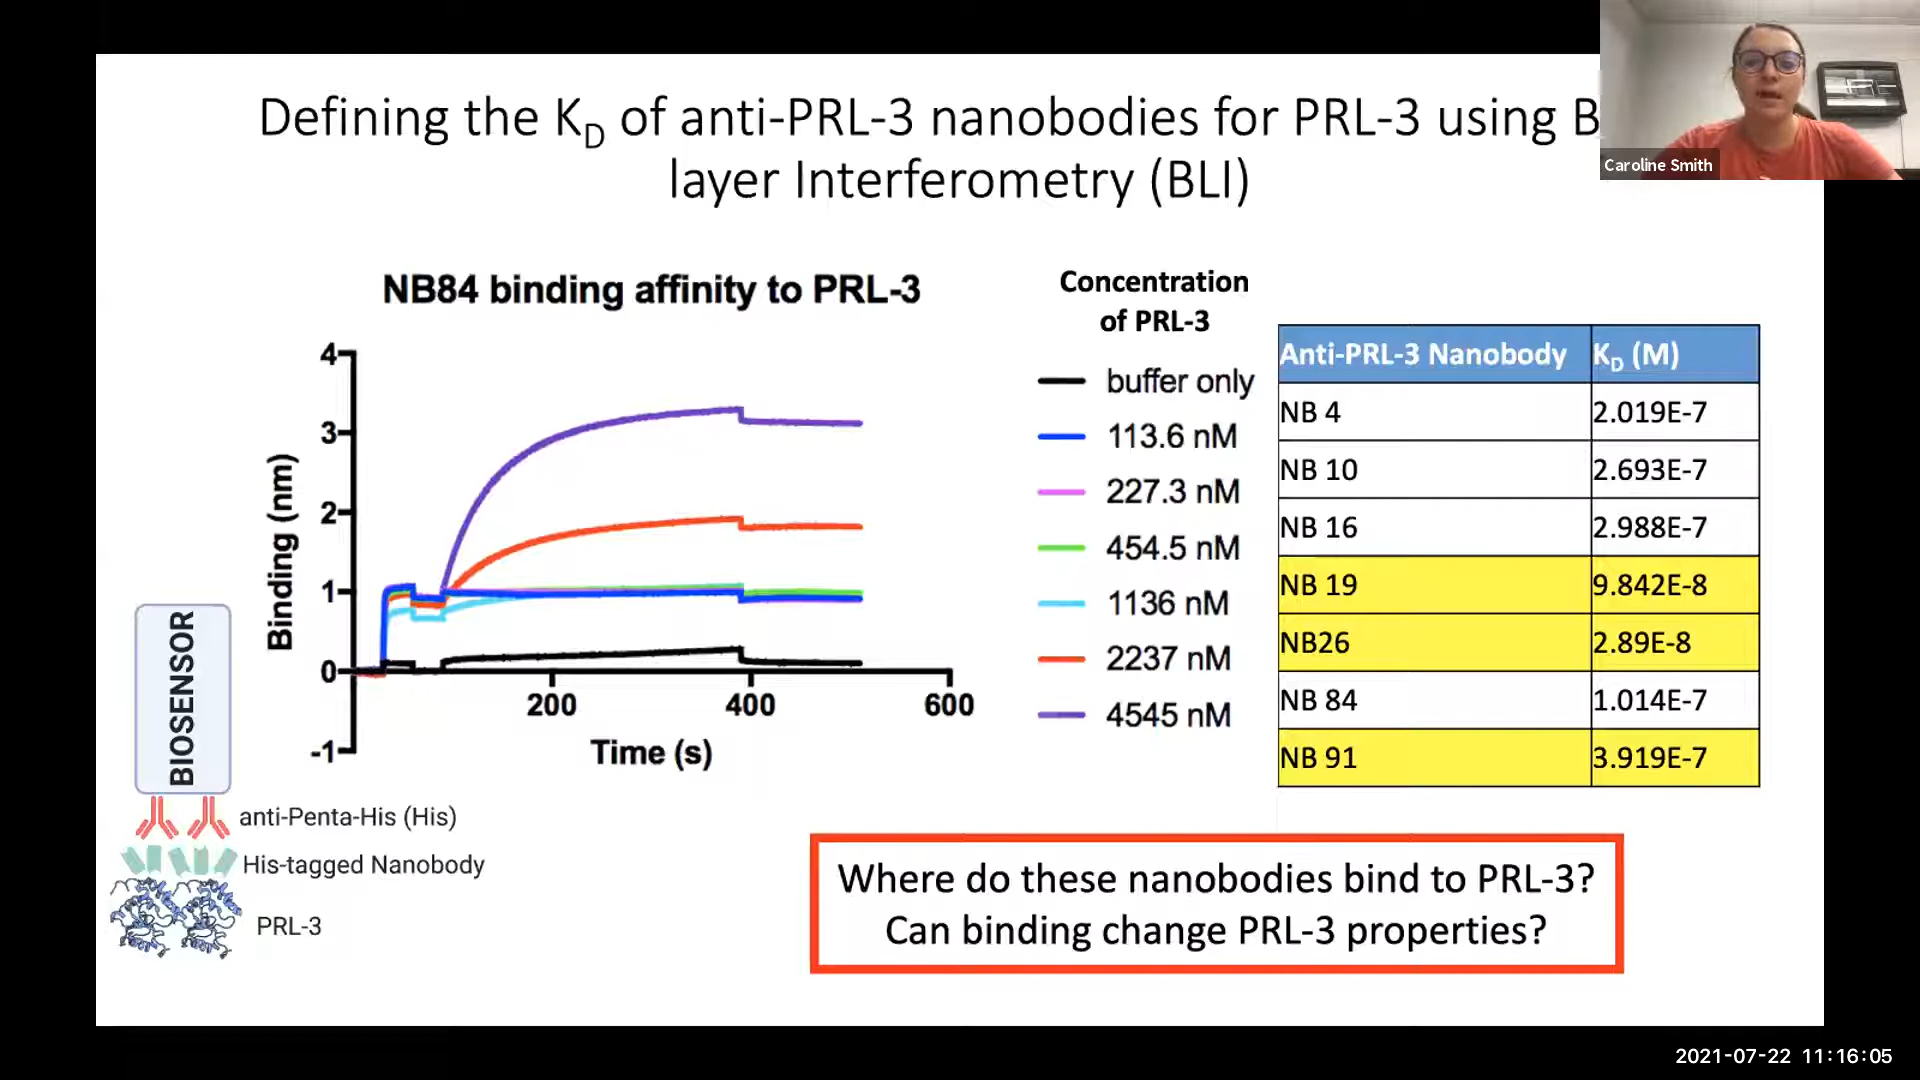 Defining the KD of anti-PRL-3 nanobodies for PRL-3 using
layer Interferometry (BLI)
Caroline Smith
NB84 binding affinity to PRL-3
Binding (nm)
4
3
2
1
0
-1
200 400 600
Time (s)
Concentration
of PRL-3
buffer only
113.6 nM
227.3 nM
454.5 nM
1136 nM
2237 nM
4545 nM
Anti-PRL-3 Nanobody KD (M)
NB 4 2.019E-7
NB 10 2.693E-7
NB 16 2.988E-7
NB 19 9.842E-8
NB26 2.89E-8
NB 84 1.014E-7
NB 91 3.919E-7
BIOSENSOR
anti-Penta-His (His)
His-tagged Nanobody
PRL-3
Where do these nanobodies bind to PRL-3?
Can binding change PRL-3 properties?
2021-07-22 11:16:05